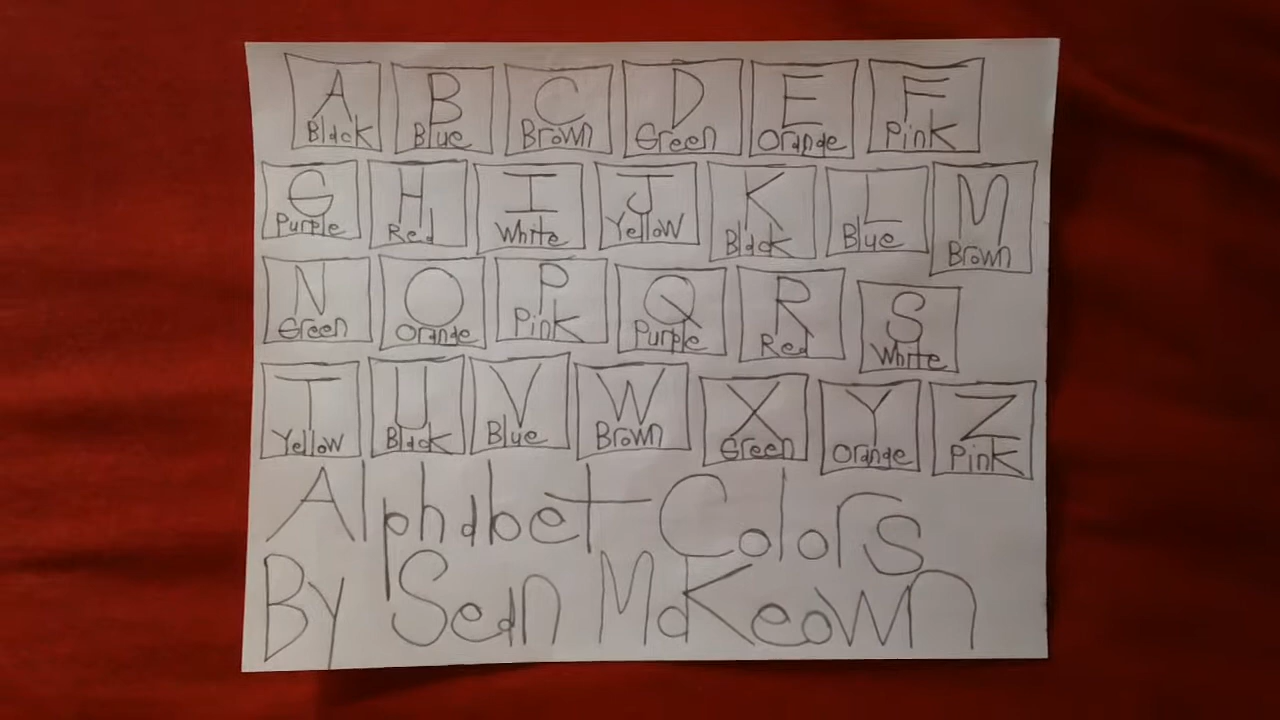 A B C D E F
Black Blue Brown Green Orange Pink
G H I J K L M
Purple Red White Yellow Black Blue Brown
N O P Q R S
Green Orange Pink Purple Red White
T U V W X Y Z
Yellow Black Blue Brown Green Orange Pink
Alphabet Colors
By Sean McKeown